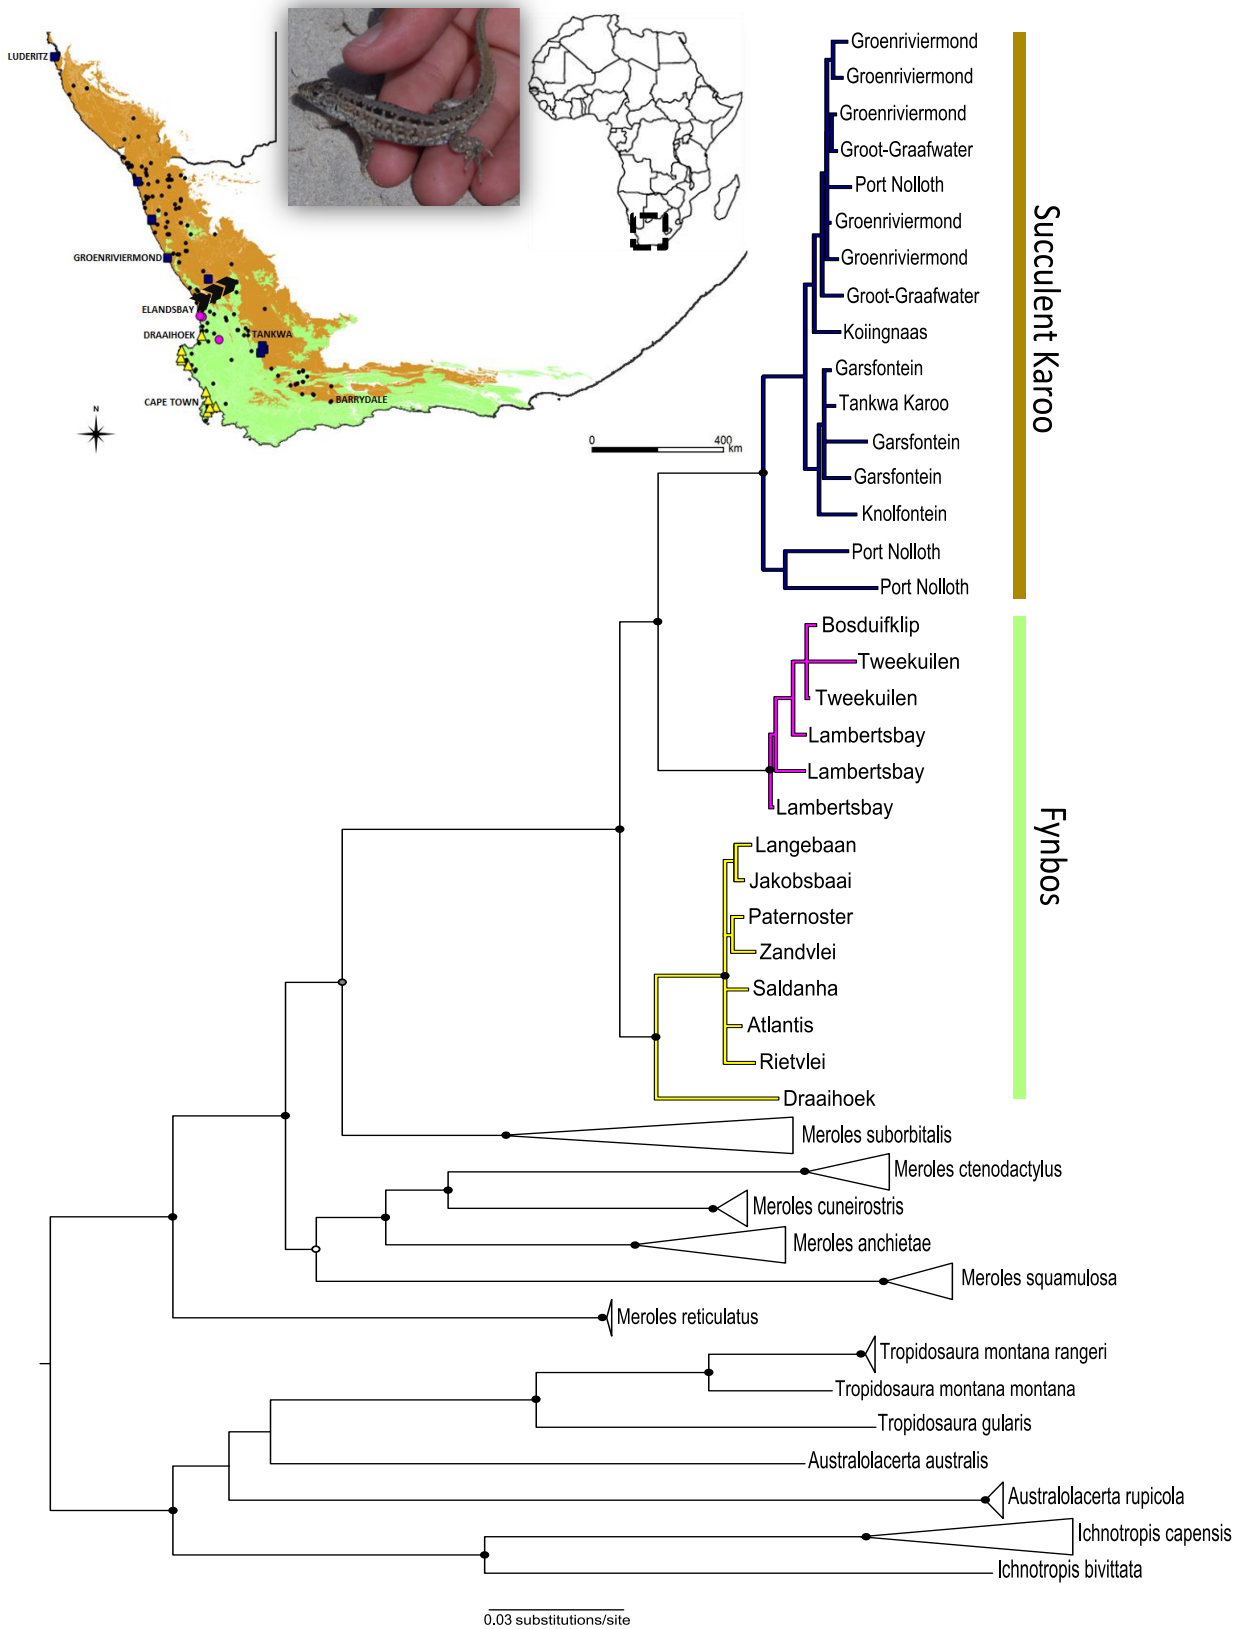 LUDERITZ
GROENRIVIERMOND
ELANDSBAY
DRAAIHOEK
TANKWA
CAPE TOWN
BARRYDALE
N
0 400
km
Groenriviermond
Groenriviermond
Groenriviermond
Groot-Graafwater
Port Nolloth
Groenriviermond
Groenriviermond
Groot-Graafwater
Koiingnaas
Garsfontein
Tankwa Karoo
Garsfontein
Garsfontein
Knolfontein
Port Nolloth
Port Nolloth
Succulent Karoo
Bosduifklip
Tweekuilen
Tweekuilen
Lambertsbay
Lambertsbay
Lambertsbay
Langebaan
Jakobsbaai
Paternoster
Zandvlei
Saldanha
Atlantis
Rietvlei
Draaihoek
Fynbos
Meroles suborbitalis
Meroles ctenodactylus
Meroles cuneirostris
Meroles anchietae
Meroles squamulosa
Meroles reticulatus
Tropidosaura montana rangeri
Tropidosaura montana montana
Tropidosaura gularis
Australolacerta australis
Australolacerta rupicola
Ichnotropis capensis
Ichnotropis bivittata
0.03 substitutions/site